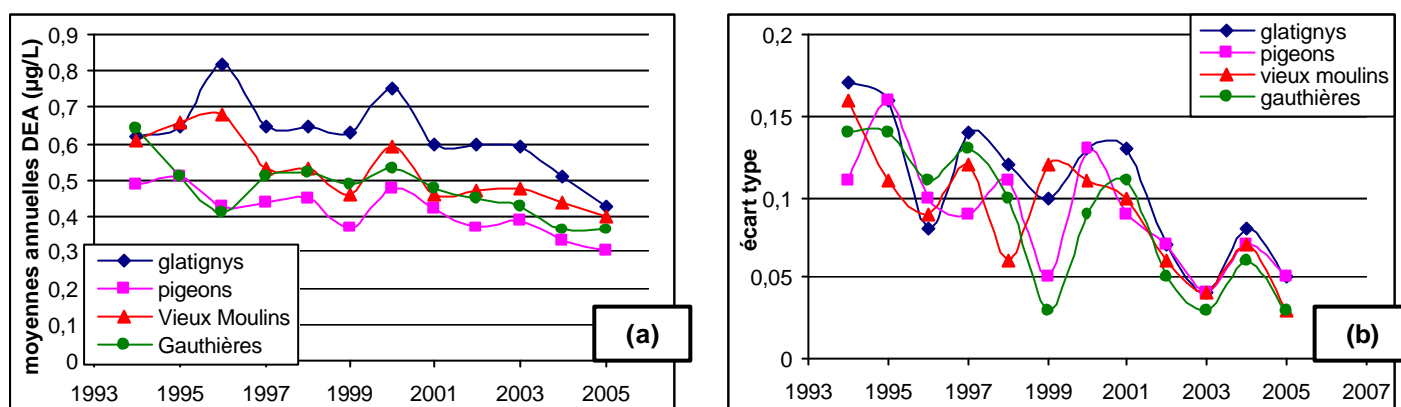 moyennes annuelles DEA (µg/L)
0,9
0,8
0,7
0,6
0,5
0,4
0,3
0,2
0,1
0
glatignys
pigeons
Vieux Moulins
Gauthières
(a)
1993 1995 1997 1999 2001 2003 2005
écart type
0,2
0,15
0,1
0,05
0
glatignys
pigeons
vieux moulins
gauthières
(b)
1993 1995 1997 1999 2001 2003 2005 2007